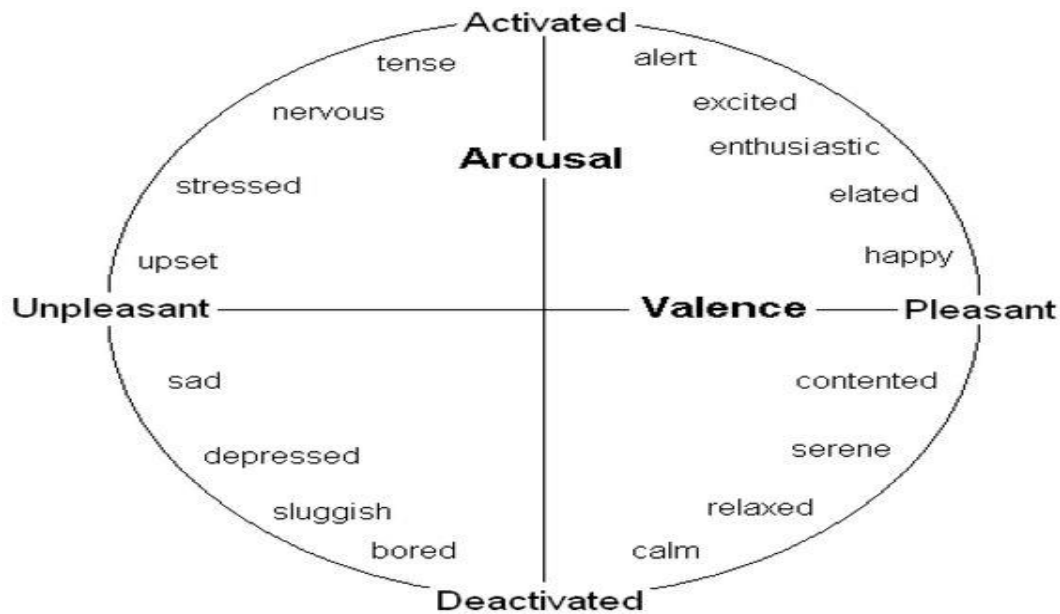 Activated
tense
alert
nervous
excited
enthusiastic
Arousal
stressed
elated
upset
happy
Unpleasant
Valence
Pleasant
sad
contented
depressed
serene
sluggish
relaxed
bored
calm
Deactivated